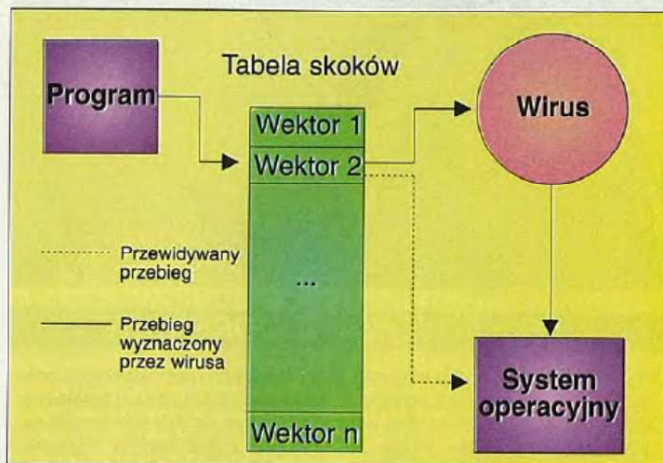 Program
Tabela skoków
Wirus
Wektor 1
Wektor 2
...
Wektor n
Przewidywany
przebieg
Przebieg
wyznaczony
przez wirusa
System
operacyjny